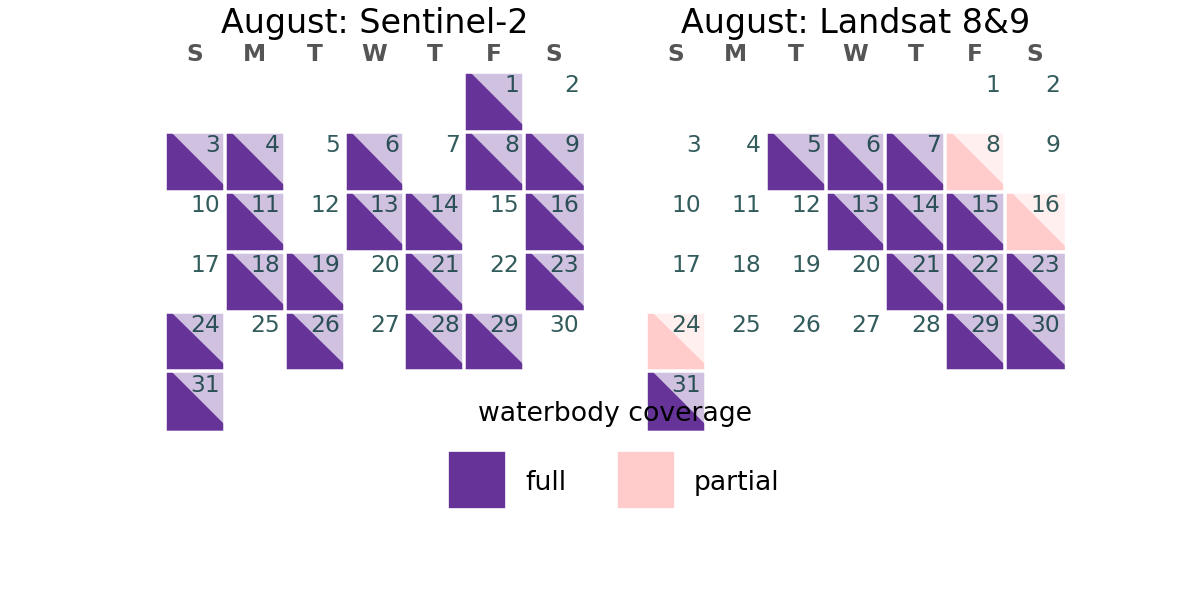 August: Sentinel-2
S M T W T F S
1 2
3 4 5 6 7 8 9
10 11 12 13 14 15 16
17 18 19 20 21 22 23
24 25 26 27 28 29 30
31
August: Landsat 8&9
S M T W T F S
1 2
3 4 5 6 7 8 9
10 11 12 13 14 15 16
17 18 19 20 21 22 23
24 25 26 27 28 29 30
31
waterbody coverage
full partial